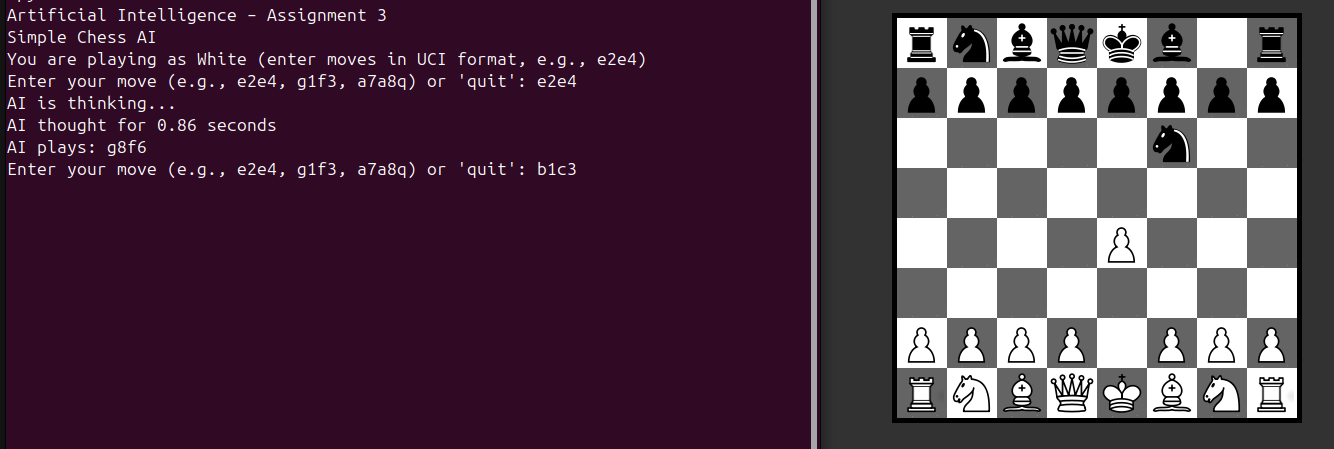 Artificial Intelligence – Assignment 3
Simple Chess AI
You are playing as White (enter moves in UCI format, e.g., e2e4)
Enter your move (e.g., e2e4, g1f3, a7a8q) or 'quit': e2e4
AI is thinking...
AI thought for 0.86 seconds
AI plays: g8f6
Enter your move (e.g., e2e4, g1f3, a7a8q) or 'quit': b1c3